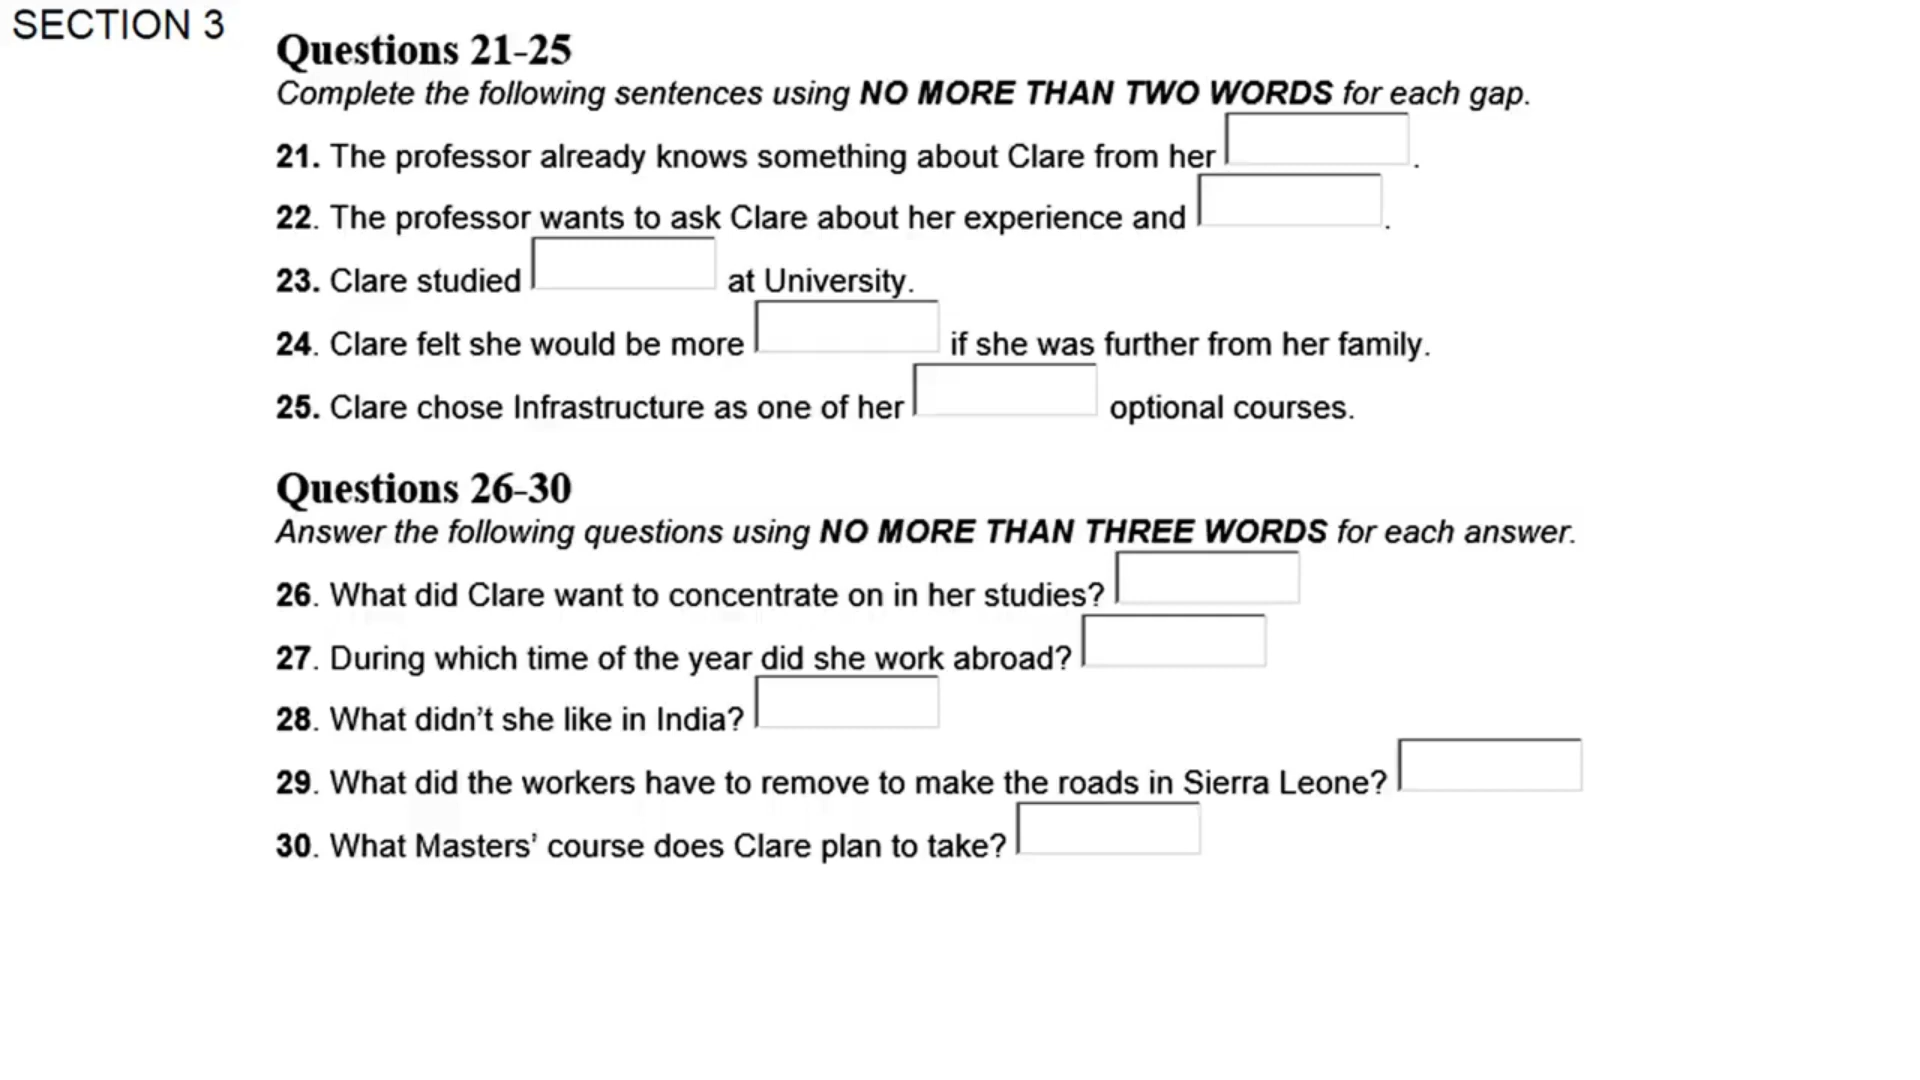 SECTION 3
Questions 21-25
Complete the following sentences using NO MORE THAN TWO WORDS for each gap.
21. The professor already knows something about Clare from her .
22. The professor wants to ask Clare about her experience and .
23. Clare studied at University.
24. Clare felt she would be more if she was further from her family.
25. Clare chose Infrastructure as one of her optional courses.
Questions 26-30
Answer the following questions using NO MORE THAN THREE WORDS for each answer.
26. What did Clare want to concentrate on in her studies?
27. During which time of the year did she work abroad?
28. What didn’t she like in India?
29. What did the workers have to remove to make the roads in Sierra Leone?
30. What Masters’ course does Clare plan to take?